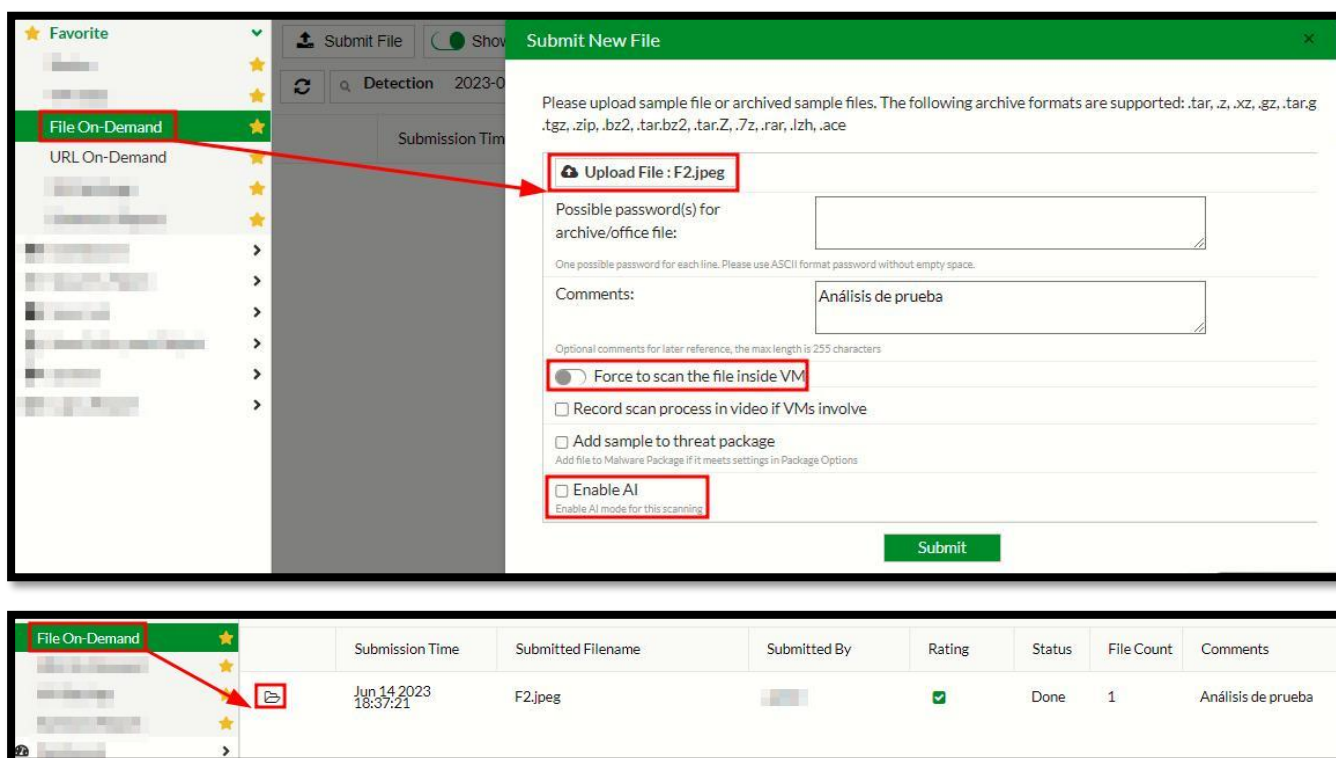 Favorite
Submit File
Show
Submit New File
Detection 2023-0
File On-Demand
URL On-Demand
Submission Tim
Please upload sample file or archived sample files. The following archive formats are supported: .tar, .z, .xz, .gz, .tar.g
.tgz, .zip, .bz2, .tar.bz2, .tar.Z, .7z, .rar, .lzh, .ace
Upload File : F2.jpeg
Possible password(s) for
archive/office file:
One possible password for each line. Please use ASCII format password without empty space.
Comments:
Análisis de prueba
Optional comments for later reference, the max length is 255 characters
Force to scan the file inside VM
Record scan process in video if VMs involve
Add sample to threat package
Add file to Malware Package if it meets settings in Package Options
Enable AI
Enable AI mode for this scanning
Submit
File On-Demand
Submission Time Submitted Filename Submitted By Rating Status File Count Comments
Jun 14 2023
18:37:21
F2.jpeg Done 1 Análisis de prueba